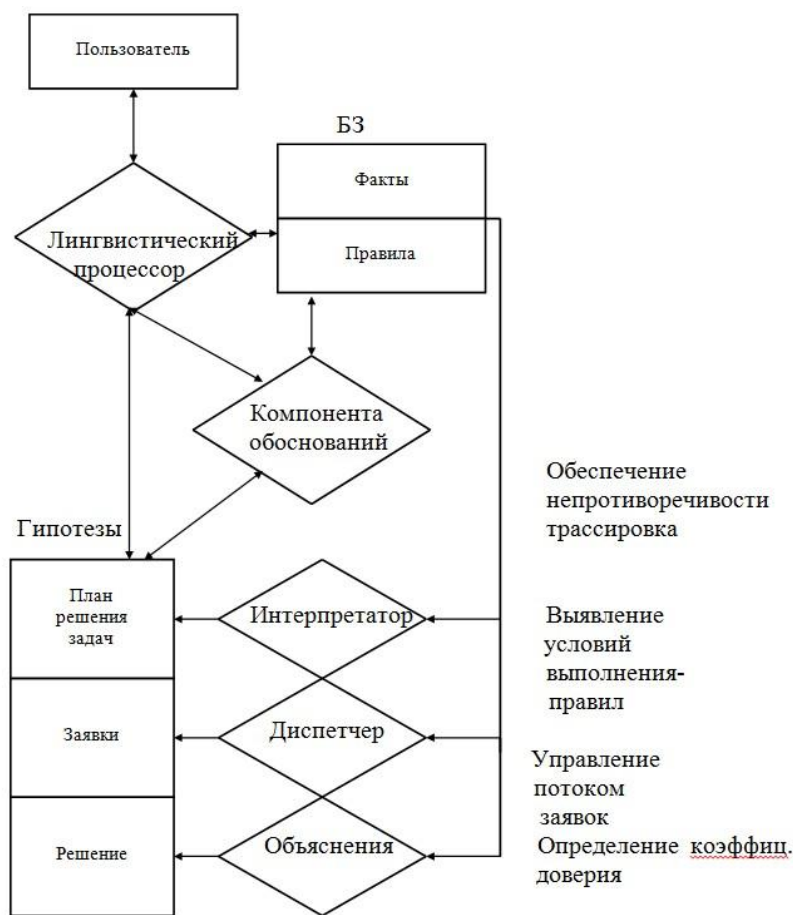 Пользователь
БЗ
Факты
Лингвистический
процессор
Правила
Компонента
обоснований
Обеспечение
непротиворечивости
трассировка
Гипотезы
План
решения
задач
Интерпретатор
Выявление
условий
выполнения-
правил
Заявки
Диспетчер
Управление
потоком
заявок
Решение
Объяснения
Определение коэффиц.
доверия